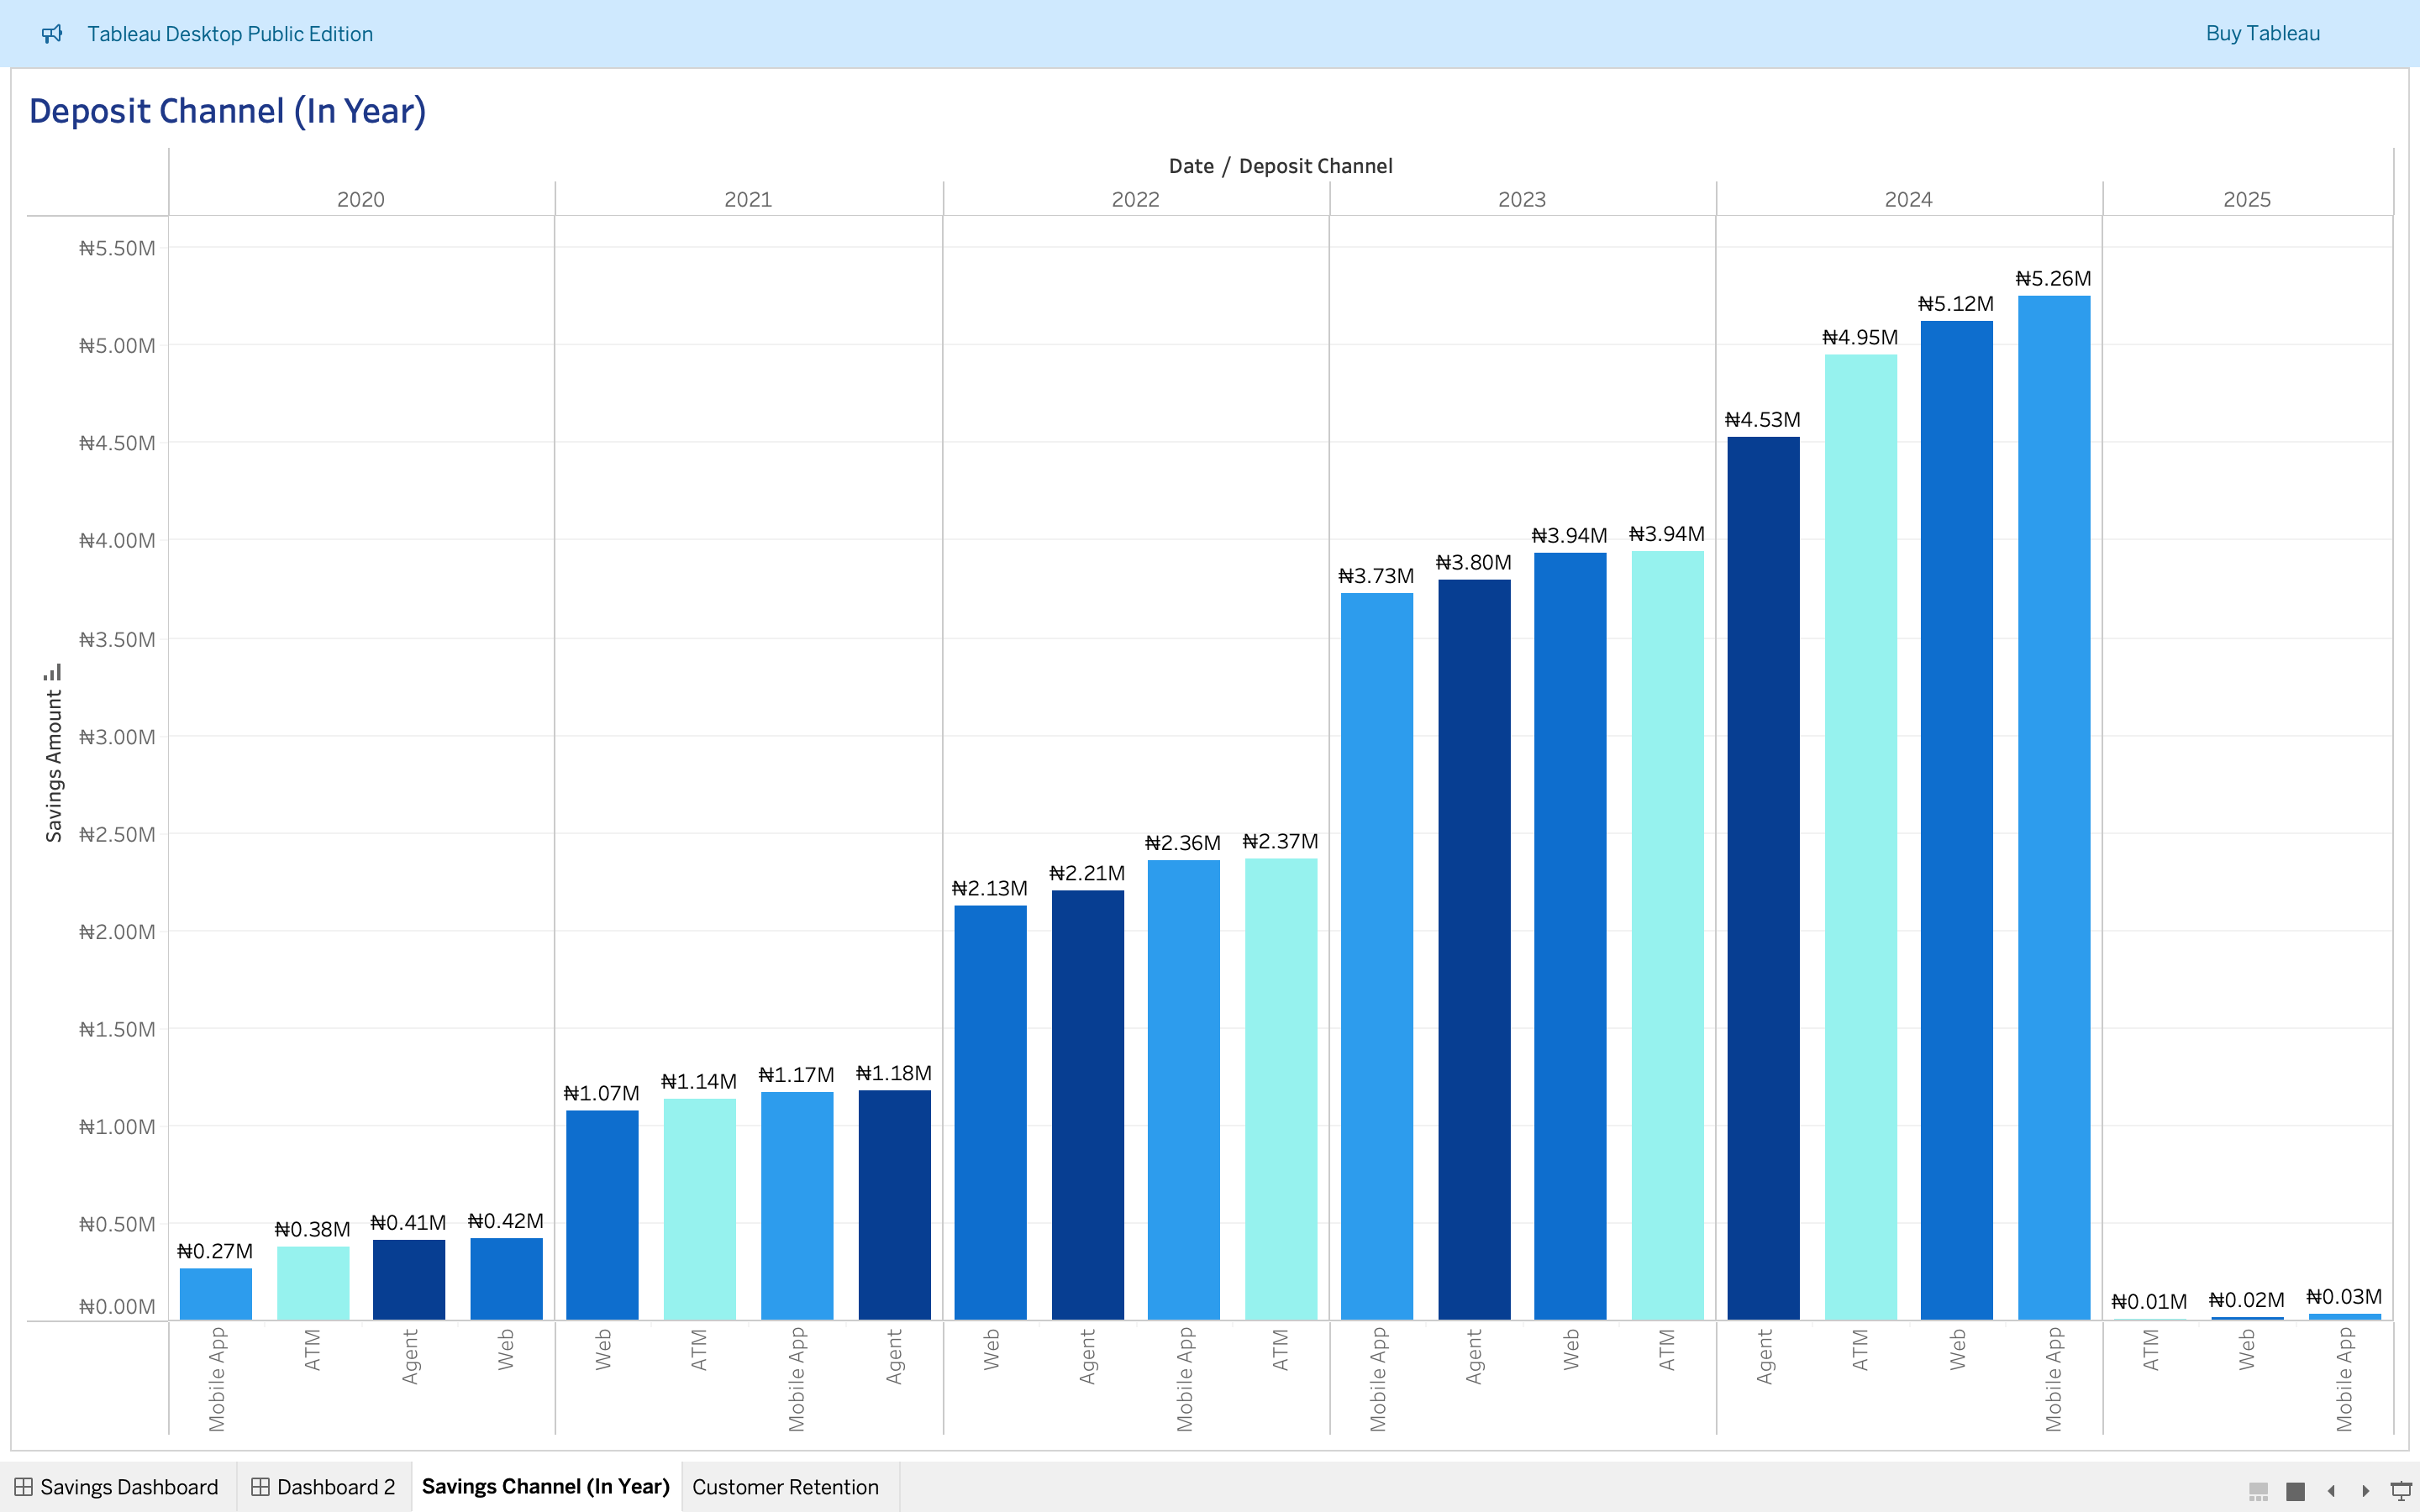 Tableau Desktop Public Edition
Buy Tableau
Deposit Channel (In Year)
Date / Deposit Channel
2020 2021 2022 2023 2024 2025
Savings Amount
₦5.50M
₦5.00M
₦4.50M
₦4.00M
₦3.50M
₦3.00M
₦2.50M
₦2.00M
₦1.50M
₦1.00M
₦0.50M
₦0.00M
₦0.27M ₦0.38M ₦0.41M ₦0.42M
₦1.07M ₦1.14M ₦1.17M ₦1.18M
₦2.13M ₦2.21M ₦2.36M ₦2.37M
₦3.73M ₦3.80M ₦3.94M ₦3.94M
₦4.53M ₦4.95M ₦5.12M ₦5.26M
₦0.01M ₦0.02M ₦0.03M
Mobile App ATM Agent Web
Web ATM Mobile App Agent
Web Agent Mobile App ATM
Mobile App Agent Web ATM
Agent ATM Web Mobile App
ATM Web Mobile App
Savings Dashboard
Dashboard 2
Savings Channel (In Year)
Customer Retention